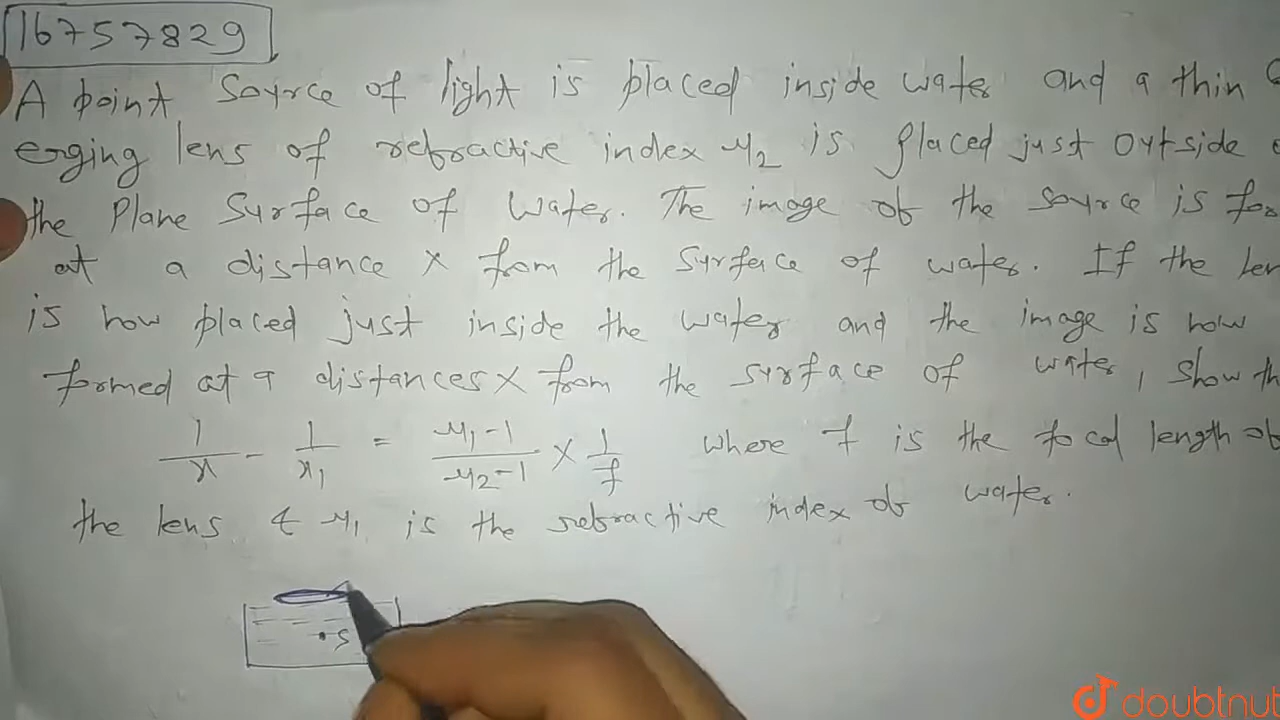 16757829
A point Source of light is placed inside water and a thin
erging lens of refractive index μ2 is placed just outside
the Plane Surface of water. The image of the source is for
at a distance x from the surface of water. If the len
is now placed just inside the water and the image is now
formed at a distances x from the surface of water, show th
1/x - 1/x1 = μ1-1/μ2-1 × 1/f where f is the focal length of
the lens & μ1 is the refractive index of water.
S
doubtnut